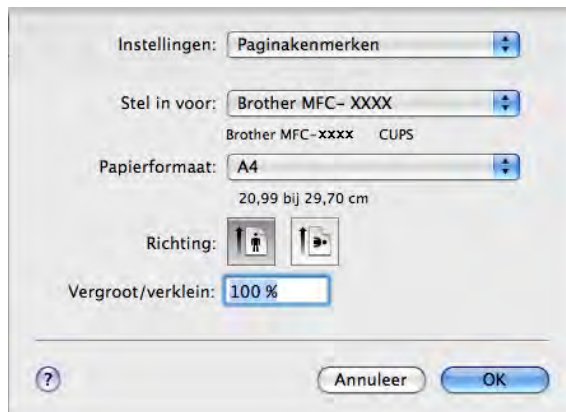 Instellingen: Paginakenmerken
Stel in voor: Brother MFC- XXXX
Brother MFC-xxxx CUPS
Papierformaat: A4
20,99 bij 29,70 cm
Richting:
Vergroot/verklein: 100 %
? Annuleer OK